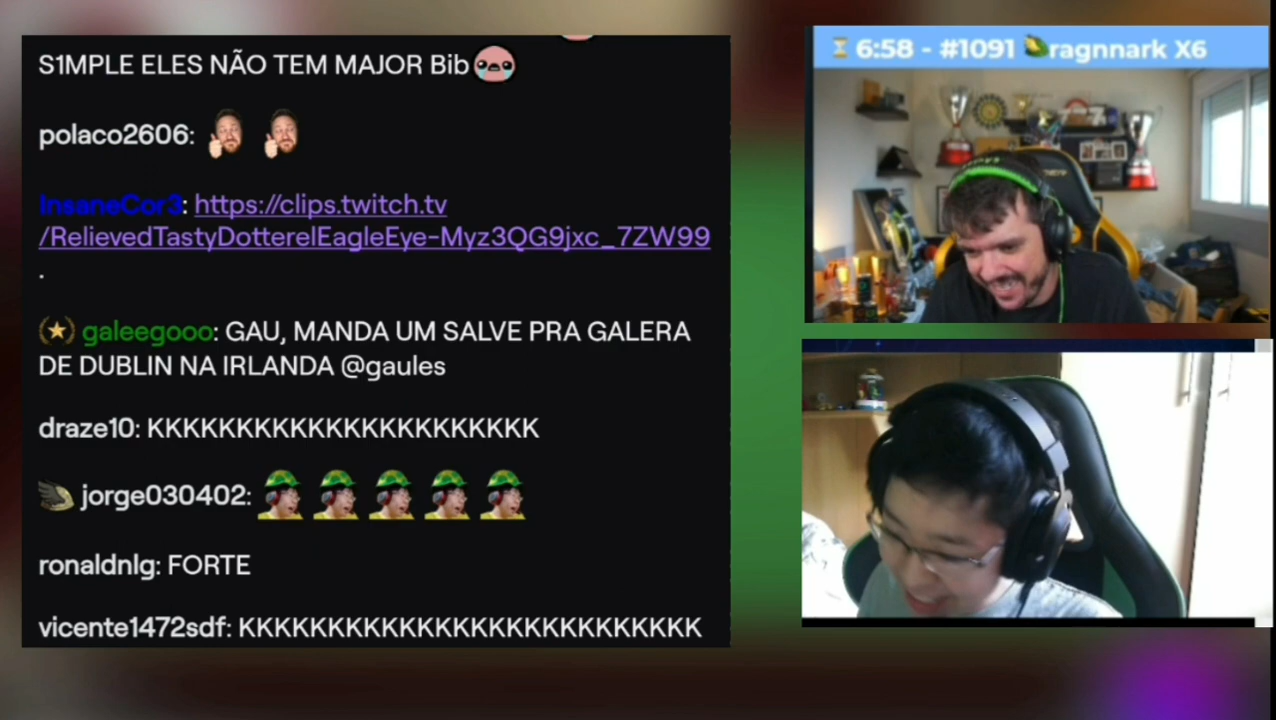 S1MPLE ELES NÃO TEM MAJOR Bib
polaco2606:
InsaneCor3: https://clips.twitch.tv
/RelievedTastyDotterelEagleEye-Myz3QG9jxc_7ZW99
.
galeegooo: GAU, MANDA UM SALVE PRA GALERA
DE DUBLIN NA IRLANDA @gaules
draze10: KKKKKKKKKKKKKKKKKKKKKK
jorge030402:
ronaldnlg: FORTE
vicente1472sdf: KKKKKKKKKKKKKKKKKKKKKKKKKK
6:58 - #1091 ragnnark X6